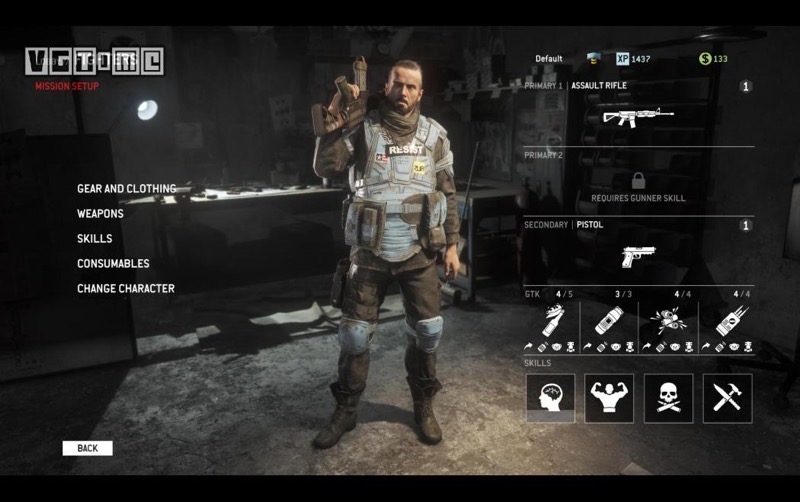 VGTIME
FIGHTERS
MISSION SETUP
GEAR AND CLOTHING
WEAPONS
SKILLS
CONSUMABLES
CHANGE CHARACTER
BACK
RESIST
Default XP 1437 $ 133
PRIMARY 1 | ASSAULT RIFLE 1
PRIMARY 2
REQUIRES GUNNER SKILL
SECONDARY | PISTOL 1
GTK 4 / 5 3 / 3 4 / 4 4 / 4
SKILLS